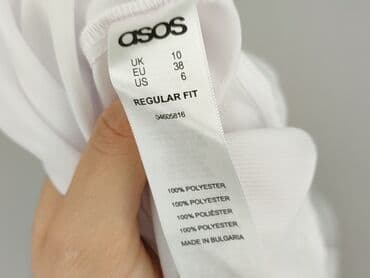 asos
UK 10
EU 38
US 6
REGULAR FIT
04605816
100% POLYESTER,
100% POLYESTER,
100% POLIÉSTER,
100% POLYESTER,
MADE IN BULGARIA